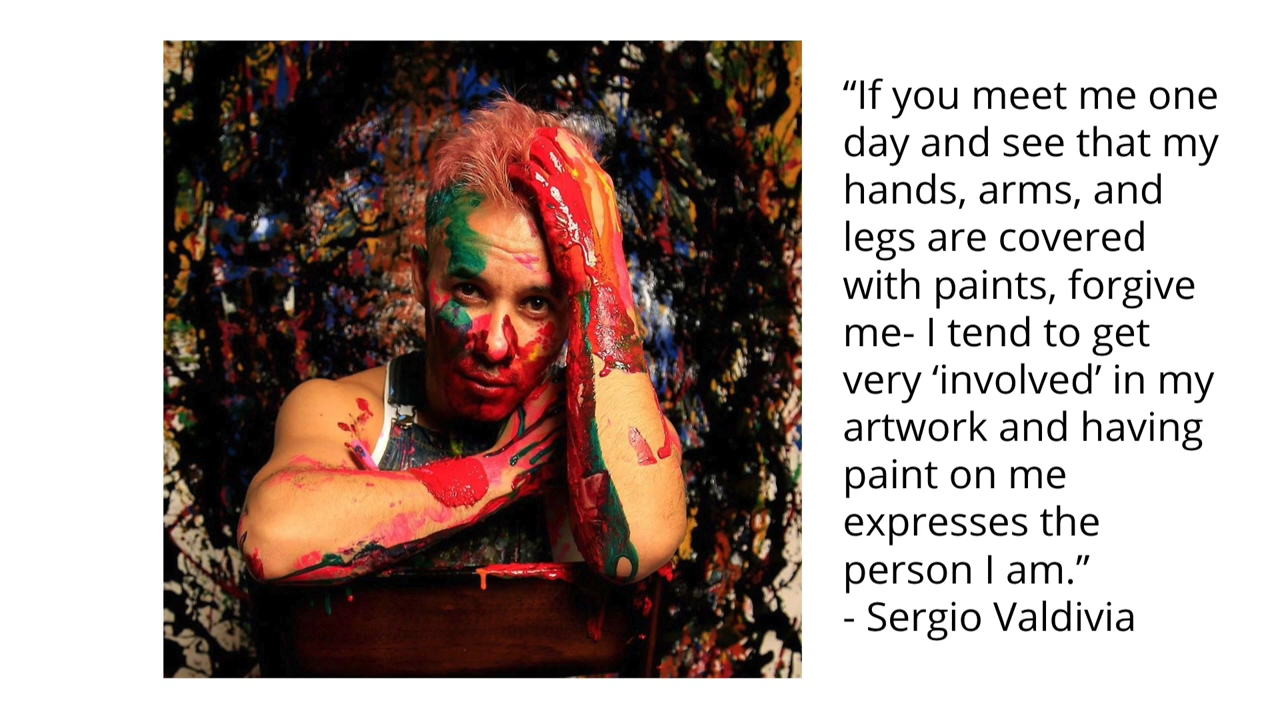 “If you meet me one
day and see that my
hands, arms, and
legs are covered
with paints, forgive
me- I tend to get
very ‘involved’ in my
artwork and having
paint on me
expresses the
person I am.”
- Sergio Valdivia